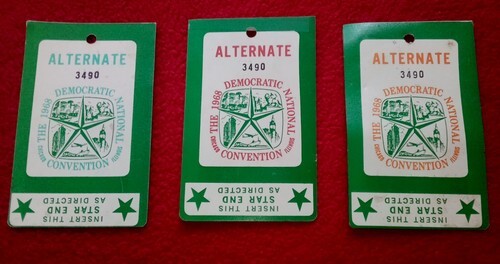 ALTERNATE
3490
THE 1968 DEMOCRATIC NATIONAL
CONVENTION
INSERT THIS
STAR END
AS DIRECTED
ALTERNATE
3490
THE 1968 DEMOCRATIC NATIONAL
CONVENTION
INSERT THIS
STAR END
AS DIRECTED
ALTERNATE
3490
THE 1968 DEMOCRATIC NATIONAL
CONVENTION
INSERT THIS
STAR END
AS DIRECTED